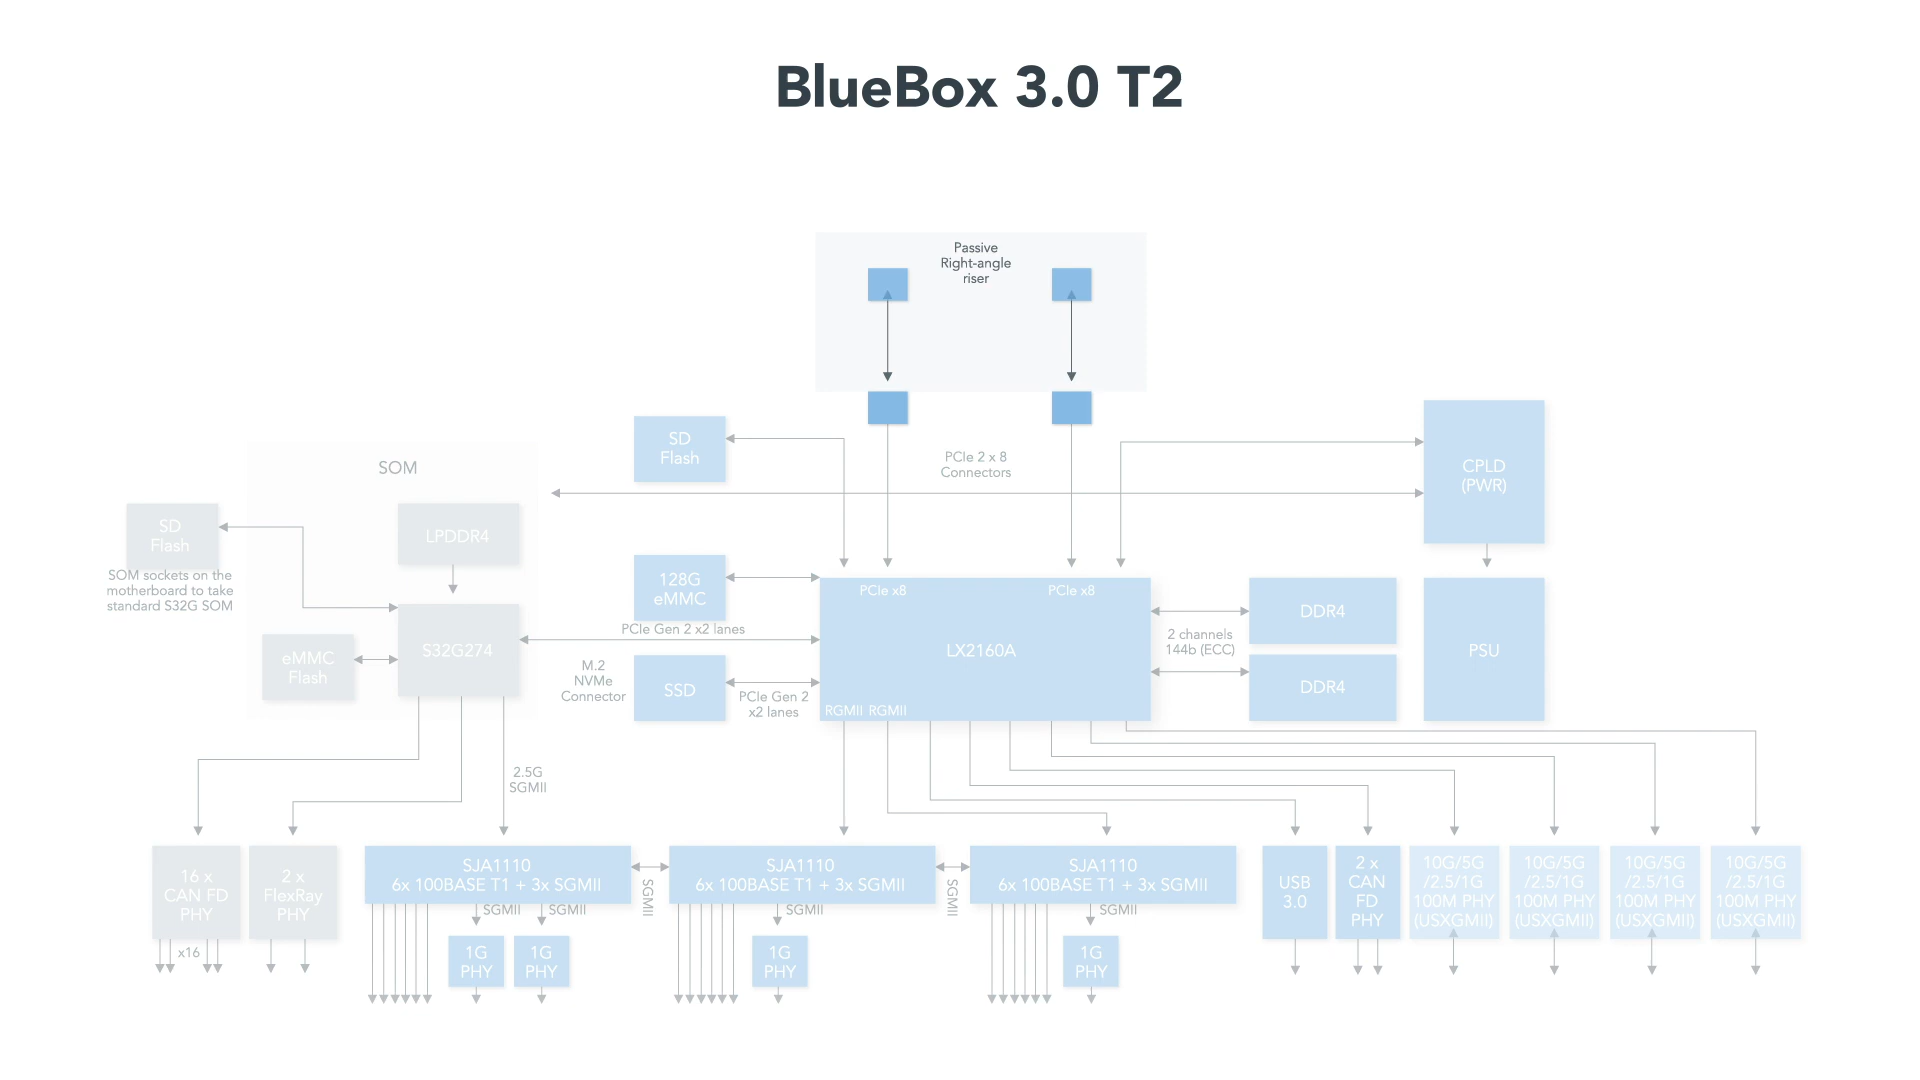 BlueBox 3.0 T2
Passive
Right-angle
riser
SD
Flash
PCIe 2 x 8
Connectors
CPLD
(PWR)
SOM
SD
Flash
LPDDR4
SOM sockets on the
motherboard to take
standard S32G SOM
128G
eMMC
PCIe x8
PCIe x8
DDR4
PCIe Gen 2 x2 lanes
2 channels
144b (ECC)
eMMC
Flash
S32G274
LX2160A
PSU
M.2
NVMe
Connector
SSD
PCIe Gen 2
x2 lanes
DDR4
RGMII RGMII
2.5G
SGMII
16 x
CAN FD
PHY
2 x
FlexRay
PHY
SJA1110
6x 100BASE T1 + 3x SGMII
SGMII
SJA1110
6x 100BASE T1 + 3x SGMII
SGMII
SJA1110
6x 100BASE T1 + 3x SGMII
USB
3.0
2 x
CAN
FD
PHY
10G/5G
/2.5/1G
100M PHY
(USXGMII)
10G/5G
/2.5/1G
100M PHY
(USXGMII)
10G/5G
/2.5/1G
100M PHY
(USXGMII)
10G/5G
/2.5/1G
100M PHY
(USXGMII)
x16
SGMII
SGMII
SGMII
SGMII
1G
PHY
1G
PHY
1G
PHY
1G
PHY